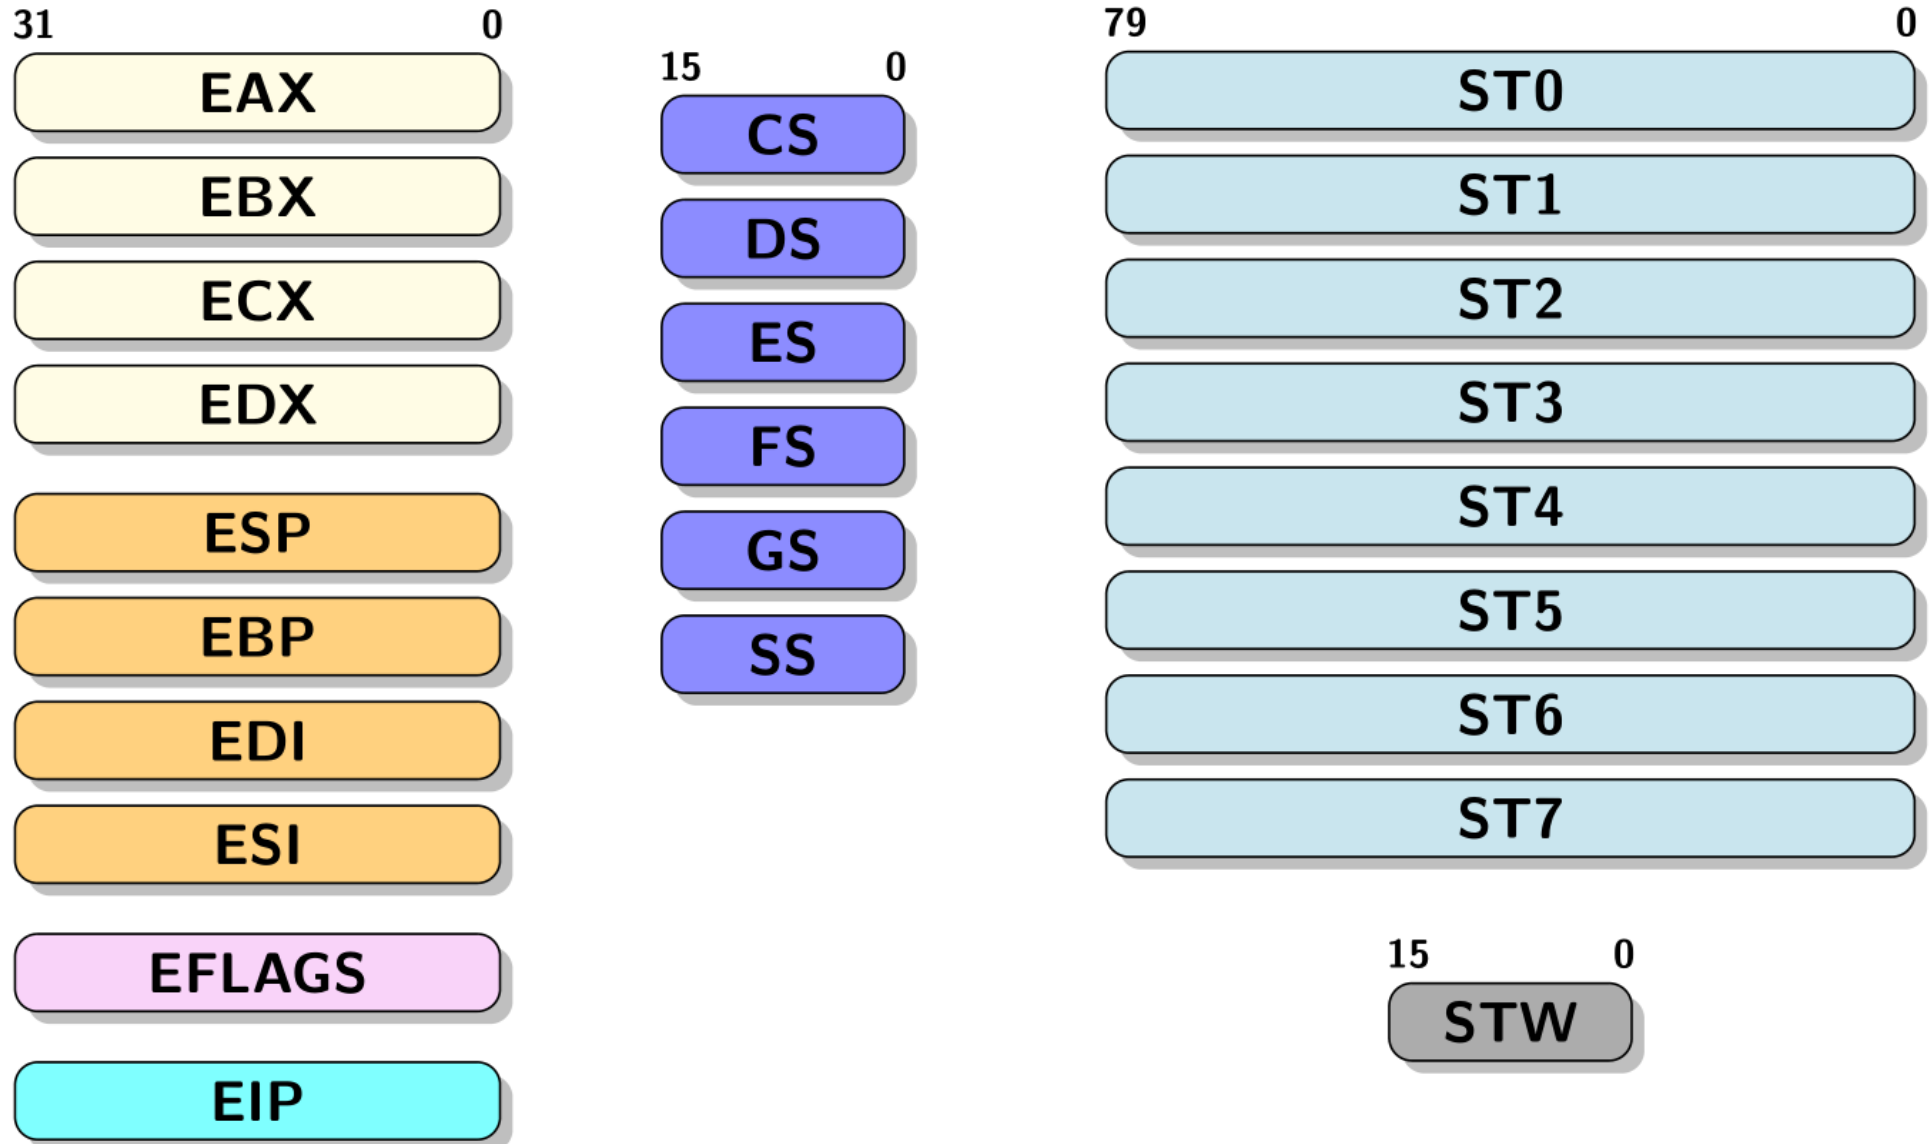 31 0
EAX
EBX
ECX
EDX
ESP
EBP
EDI
ESI
EFLAGS
EIP
15 0
CS
DS
ES
FS
GS
SS
79 0
ST0
ST1
ST2
ST3
ST4
ST5
ST6
ST7
15 0
STW